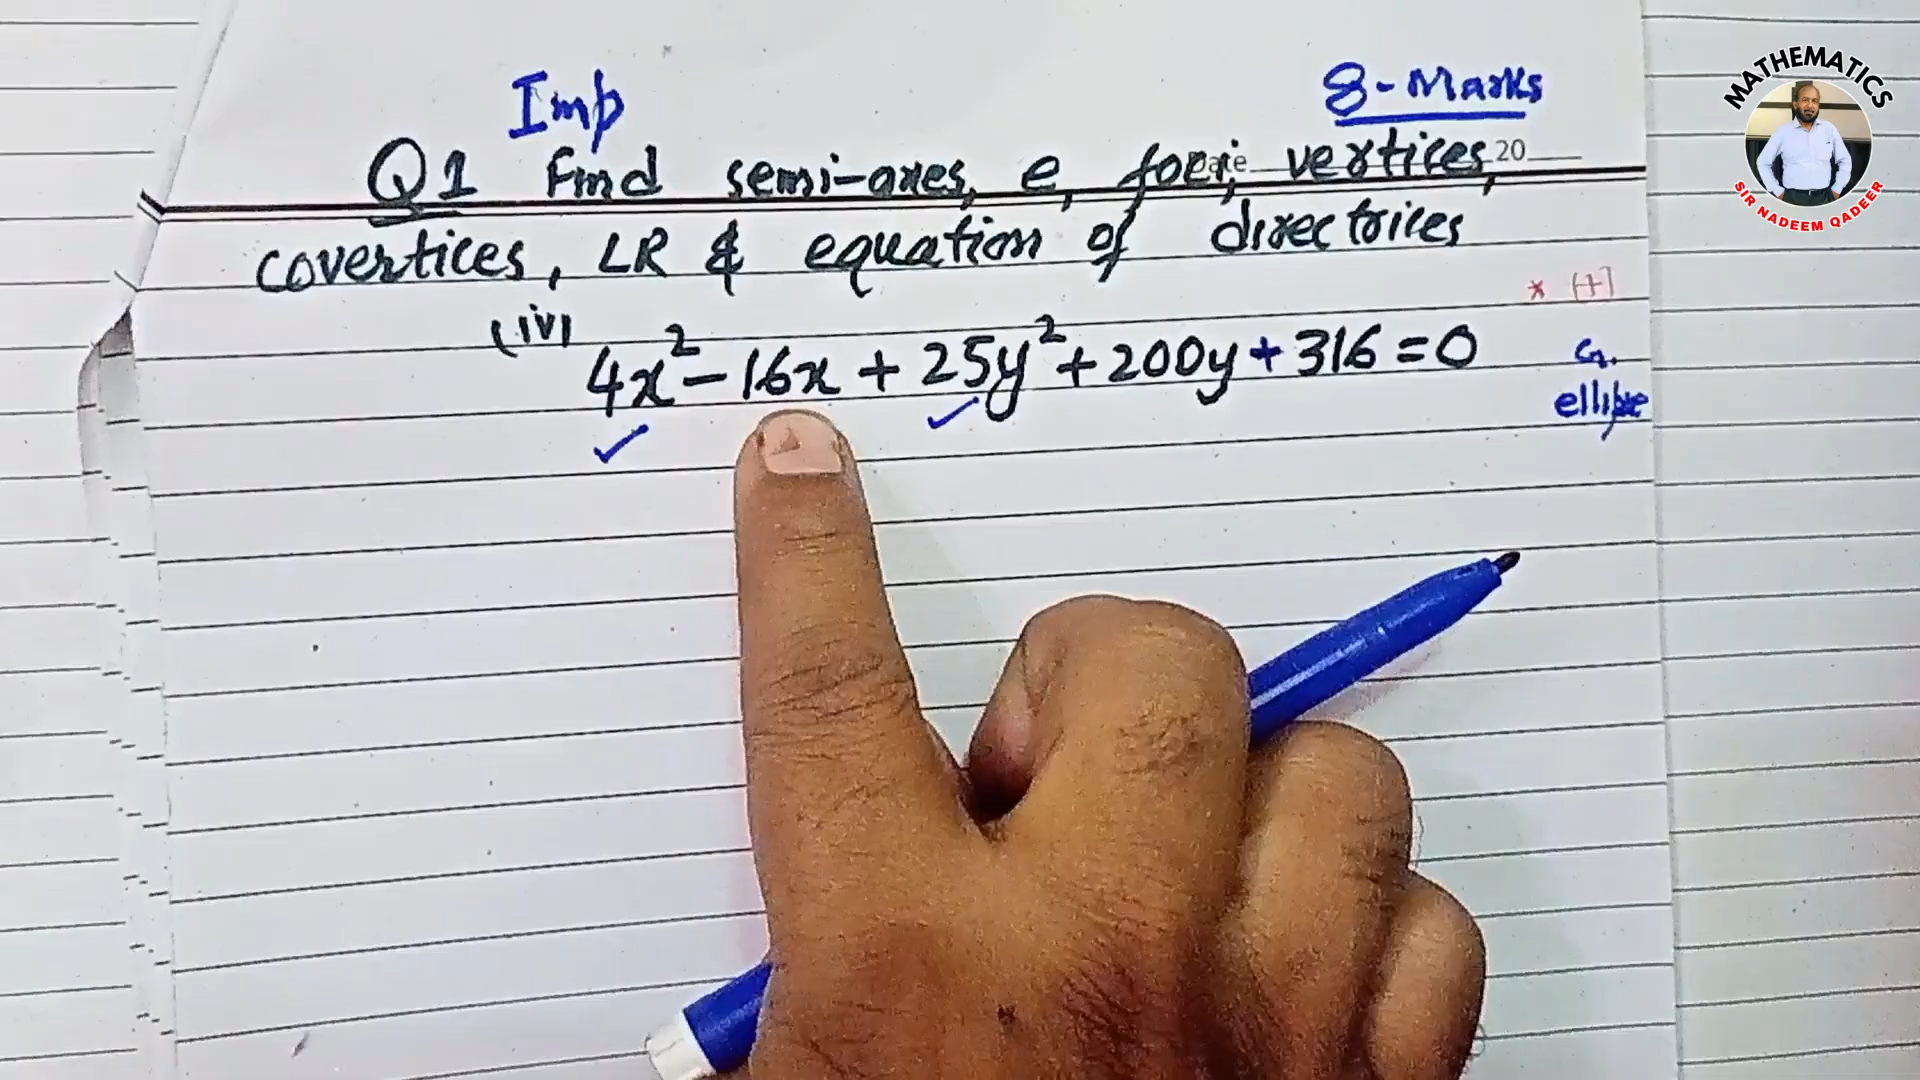 Imp
8-Marks
Q1 Find semi-axes, e, foci, vertices,
20
covertices, LR & equation of directrices
* [+]
(iv) 4x² - 16x + 25y² + 200y + 316 = 0
G.
ellipse
MATHEMATICS
SIR NADEEM QADEER